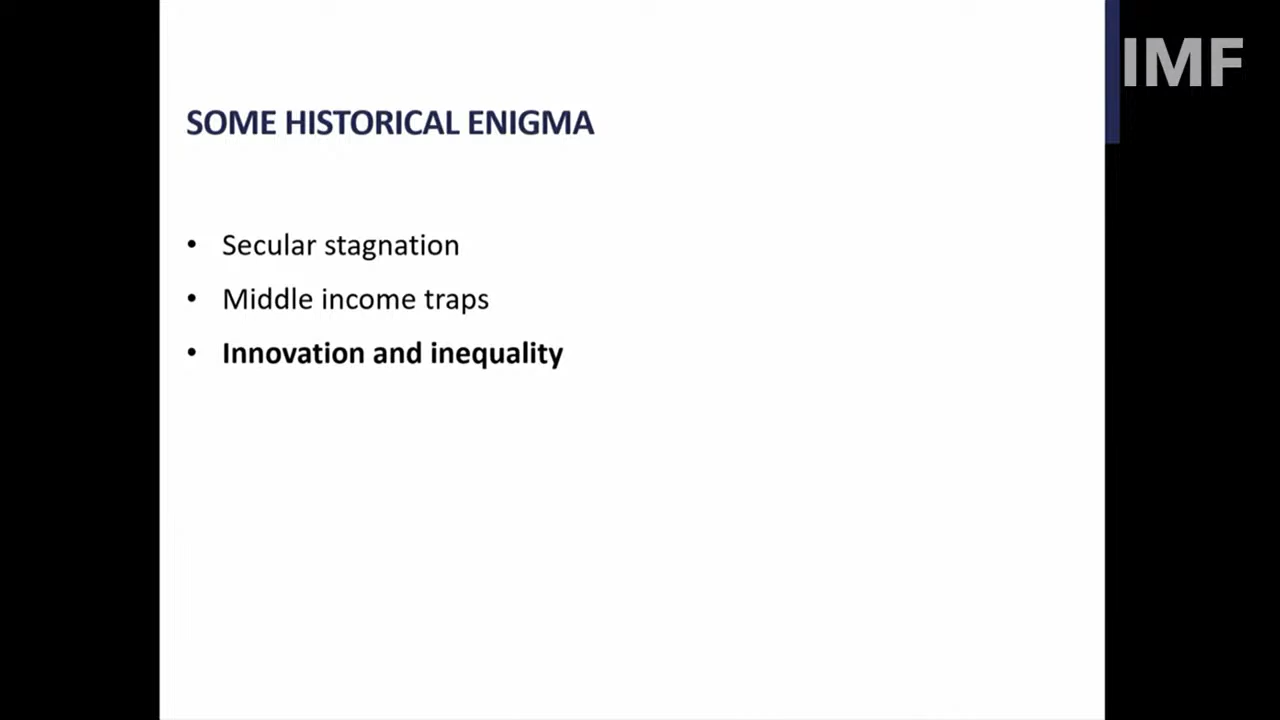 IMF
SOME HISTORICAL ENIGMA
• Secular stagnation
• Middle income traps
• Innovation and inequality